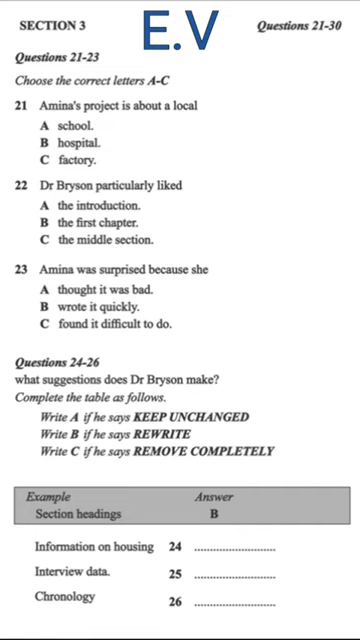 E.V
SECTION 3 Questions 21-30
Questions 21-23
Choose the correct letters A-C
21 Amina's project is about a local
A school.
B hospital.
C factory.
22 Dr Bryson particularly liked
A the introduction.
B the first chapter.
C the middle section.
23 Amina was surprised because she
A thought it was bad.
B wrote it quickly.
C found it difficult to do.
Questions 24-26
what suggestions does Dr Bryson make?
Complete the table as follows.
Write A if he says KEEP UNCHANGED
Write B if he says REWRITE
Write C if he says REMOVE COMPLETELY
Example Answer
Section headings B
Information on housing 24 ............................
Interview data. 25 ............................
Chronology 26 ............................